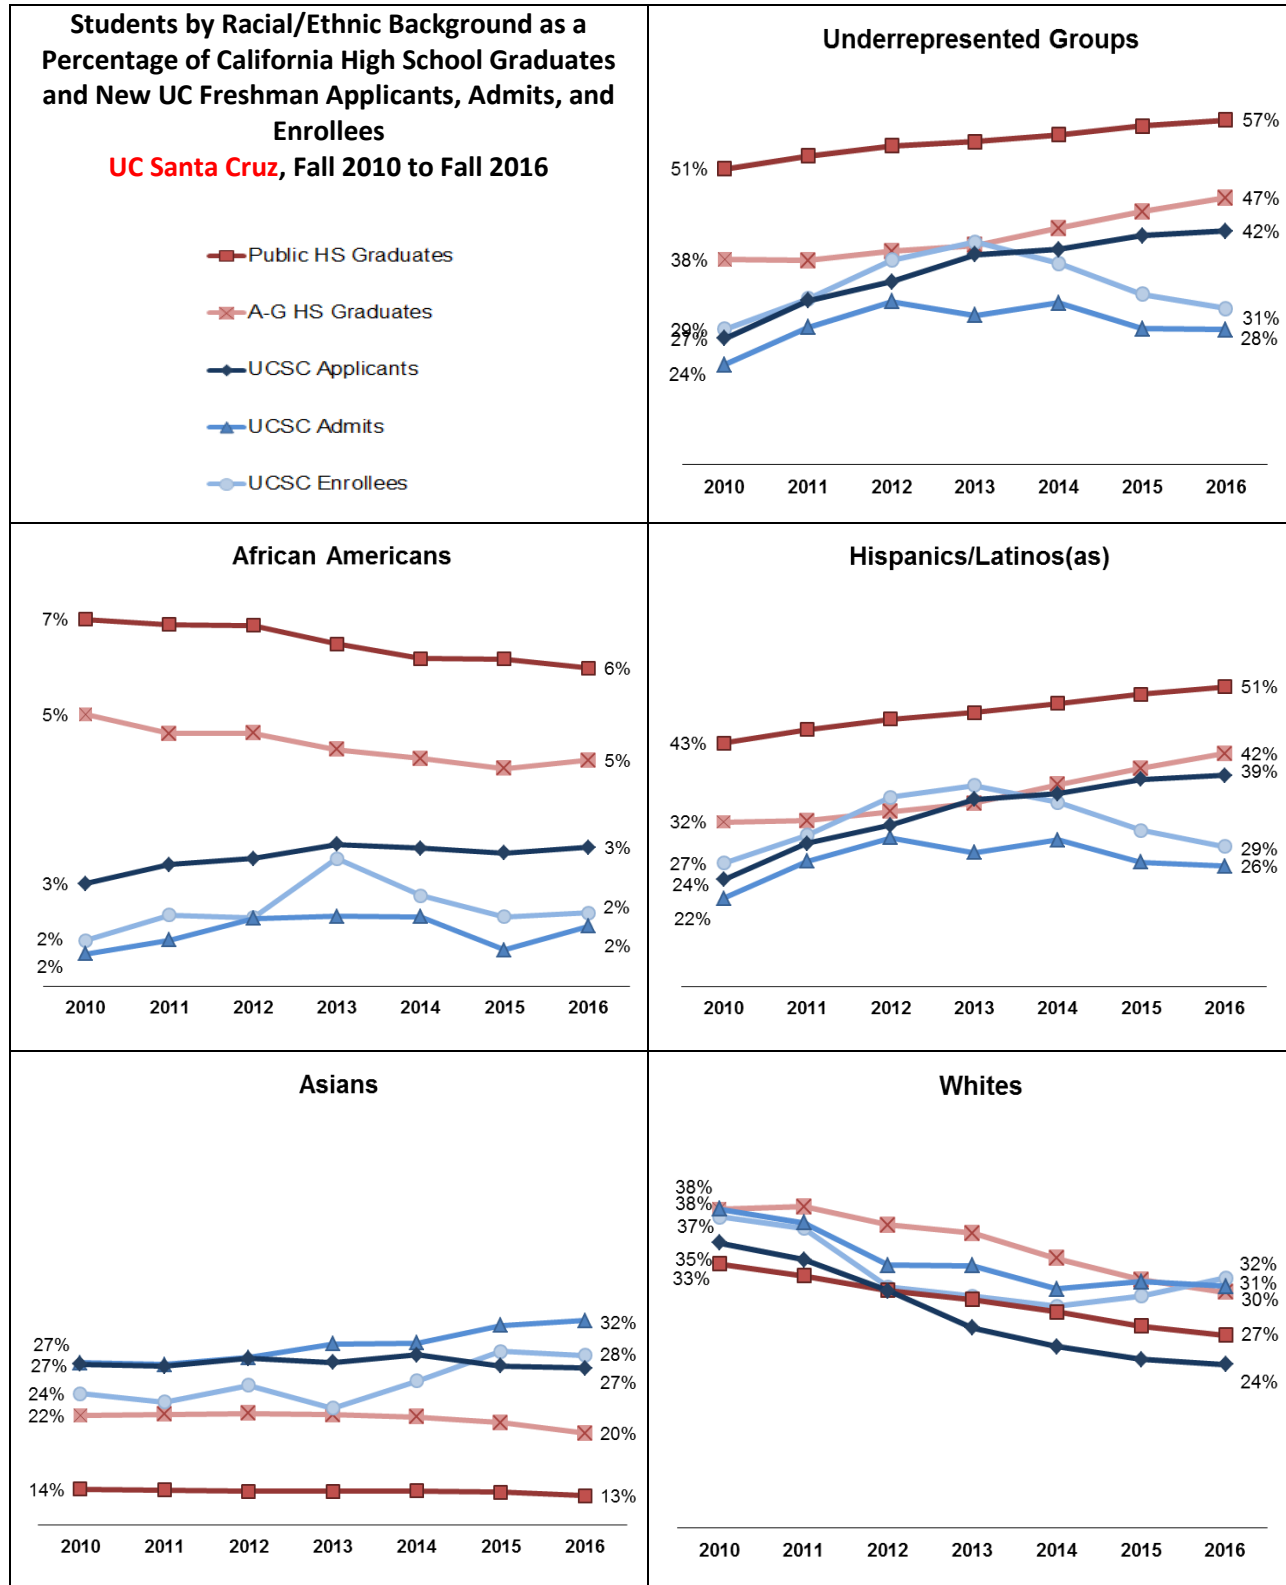 Students by Racial/Ethnic Background as a
Percentage of California High School Graduates
and New UC Freshman Applicants, Admits, and
Enrollees
UC Santa Cruz, Fall 2010 to Fall 2016
Public HS Graduates
A-G HS Graduates
UCSC Applicants
UCSC Admits
UCSC Enrollees
Underrepresented Groups
51%
38%
29%
27%
24%
57%
47%
42%
31%
28%
2010 2011 2012 2013 2014 2015 2016
African Americans
7%
5%
3%
2%
2%
6%
5%
3%
2%
2%
2010 2011 2012 2013 2014 2015 2016
Hispanics/Latinos(as)
43%
32%
27%
24%
22%
51%
42%
39%
29%
26%
2010 2011 2012 2013 2014 2015 2016
Asians
27%
27%
24%
22%
14%
32%
28%
27%
20%
13%
2010 2011 2012 2013 2014 2015 2016
Whites
38%
38%
37%
35%
33%
32%
31%
30%
27%
24%
2010 2011 2012 2013 2014 2015 2016